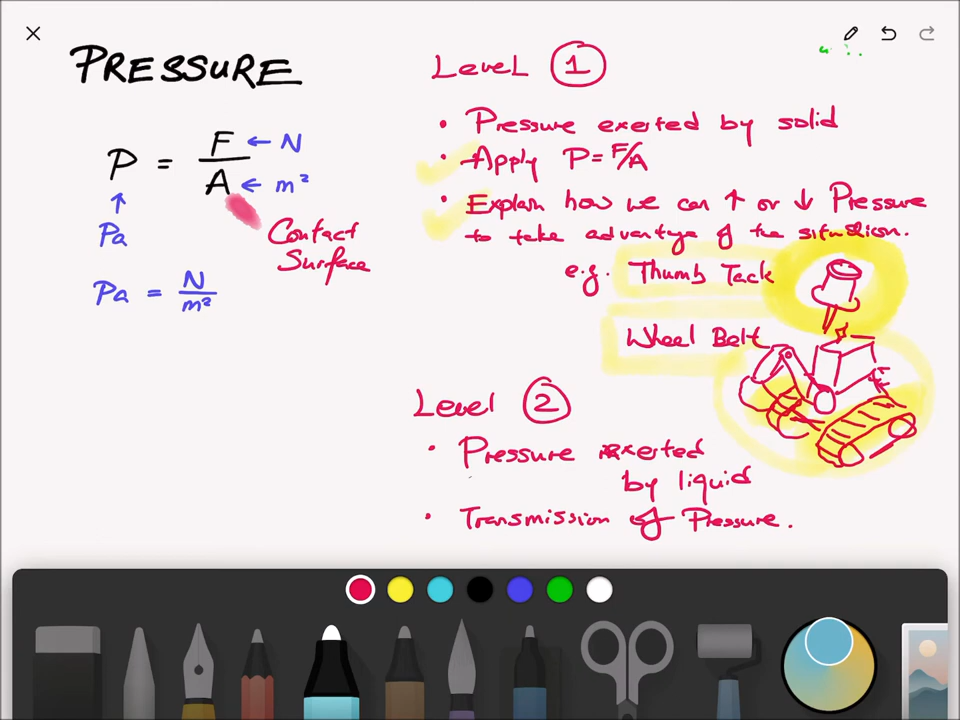 PRESSURE
P = F/A
← N
← m²
↑
Pa
Contact
Surface
Pa = N/m²
Level 1
• Pressure exerted by solid
• Apply P=F/A
• Explain how we can ↑ or ↓ Pressure
to take advantage of the situation.
e.g. Thumb Tack
Wheel Belt
Level 2
• Pressure exerted
by liquid
• Transmission of Pressure.